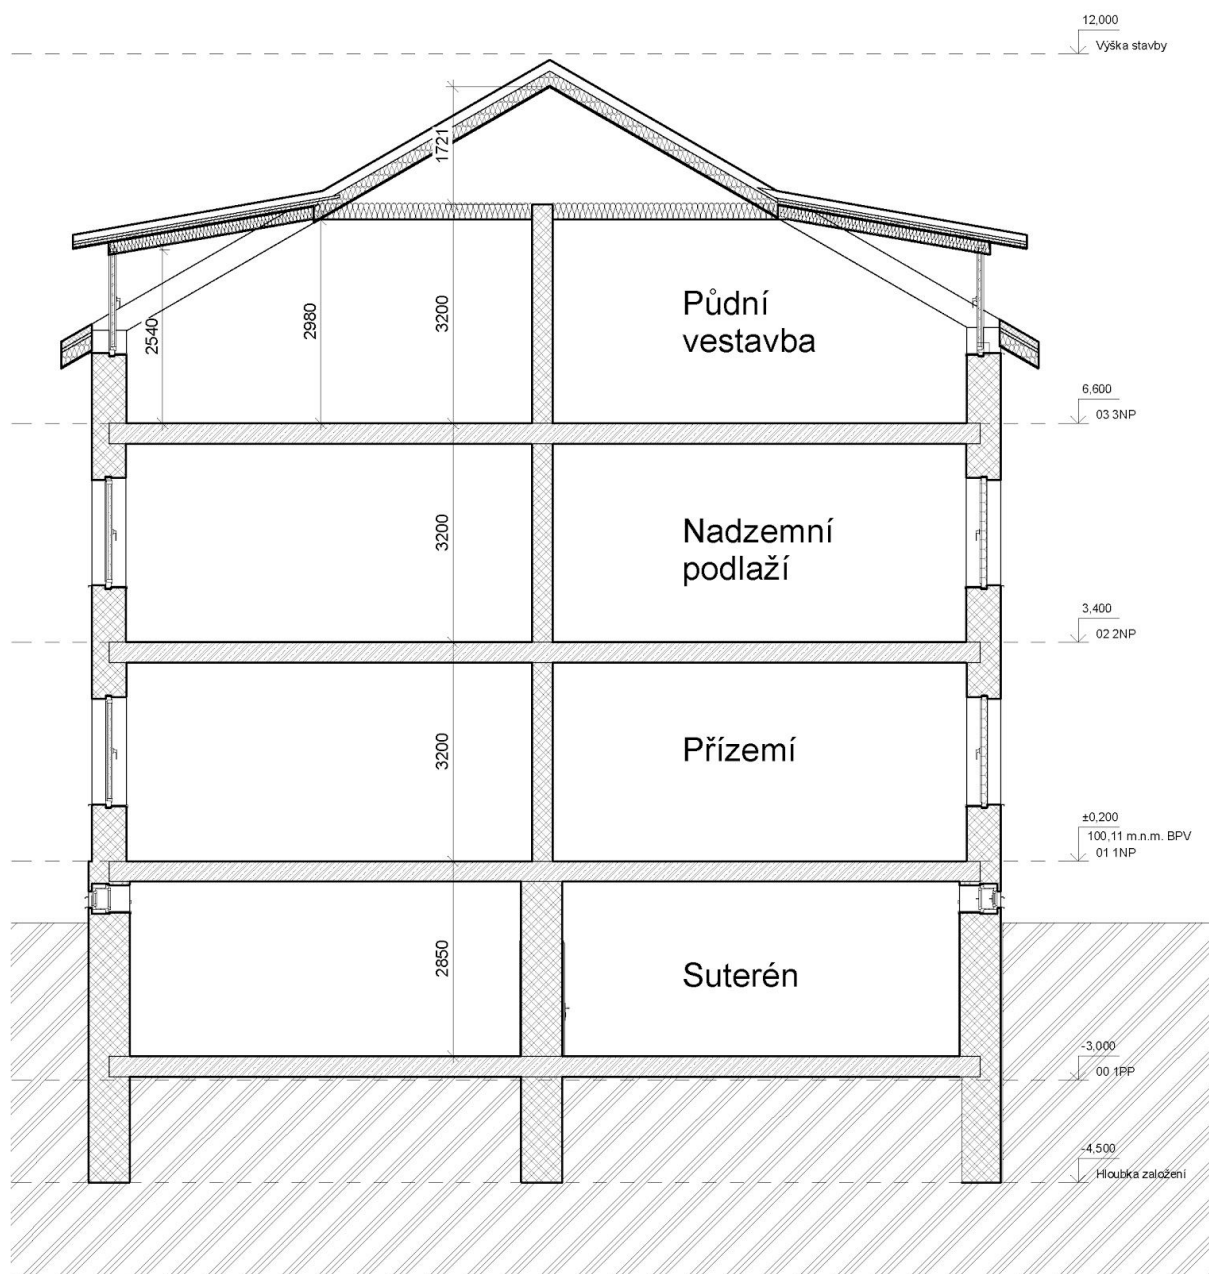 12,000
Výška stavby
1721
2540
2980
3200
Půdní
vestavba
6,600
03 3NP
3200
Nadzemní
podlaží
3,400
02 2NP
3200
Přízemí
±0,200
100,11 m.n.m. BPV
01 1NP
2850
Suterén
-3,000
00 1PP
-4,500
Hloubka založení